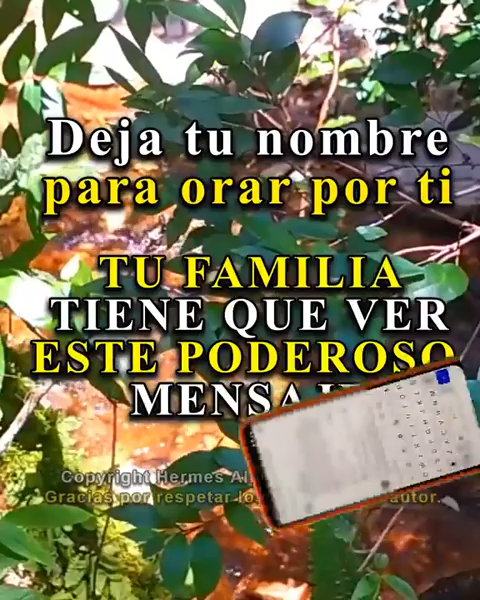 Deja tu nombre
para orar por ti
TU FAMILIA
TIENE QUE VER
ESTE PODEROSO
Copyright Hermes
Gracias por respetar autor.